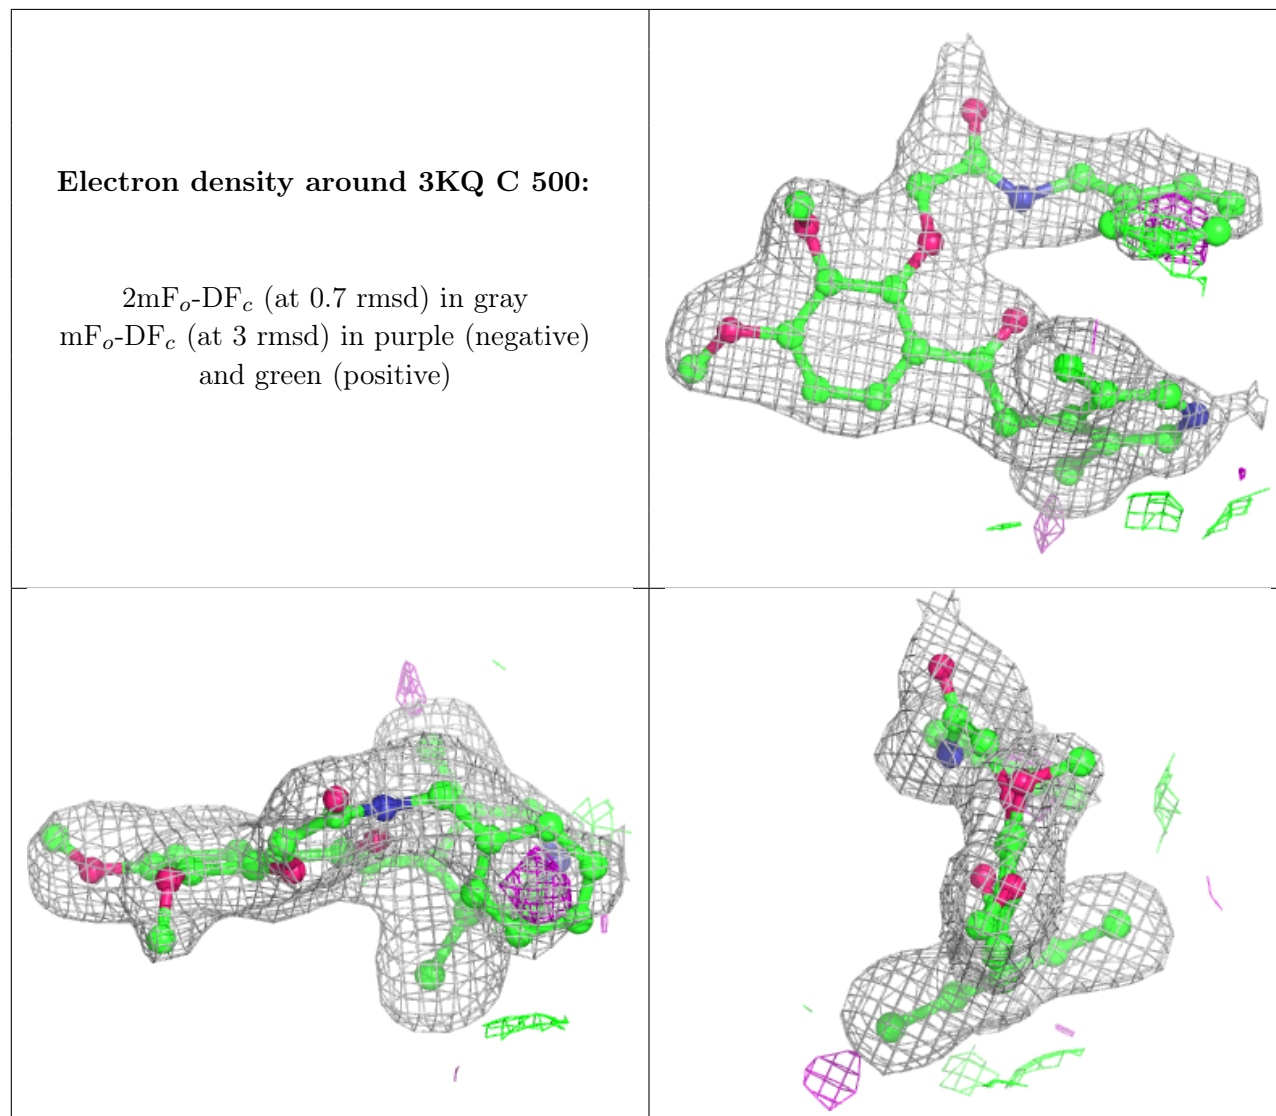 Electron density around 3KQ C 500:
2mFₒ-DF𝒸 (at 0.7 rmsd) in gray
mFₒ-DF𝒸 (at 3 rmsd) in purple (negative)
and green (positive)